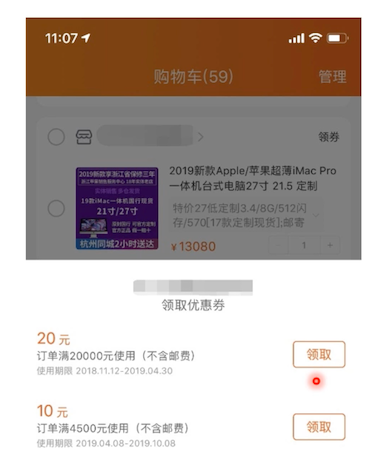 11:07
购物车(59)
管理
领券
2019新款享浙江省保修三年
19款iMac一体机国行现货
21寸/27寸
杭州同城2小时送达
2019新款Apple/苹果超薄iMac Pro
一体机台式电脑27寸 21.5 定制
特价27低定制3.4/8G/512闪
存/570[17款定制现货];邮寄
¥13080
- 1 +
领取优惠券
20元
订单满20000元使用（不含邮费）
使用期限 2018.11.12-2019.04.30
领取
10元
订单满4500元使用（不含邮费）
使用期限 2019.04.08-2019.10.08
领取